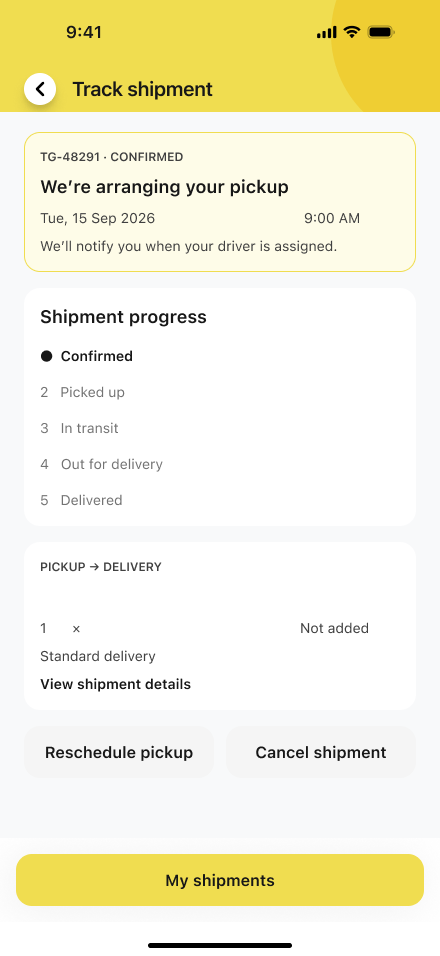 9:41
Track shipment
TG-48291 · CONFIRMED
We’re arranging your pickup
Tue, 15 Sep 2026 9:00 AM
We’ll notify you when your driver is assigned.
Shipment progress
● Confirmed
2 Picked up
3 In transit
4 Out for delivery
5 Delivered
PICKUP → DELIVERY
1 × Not added
Standard delivery
View shipment details
Reschedule pickup Cancel shipment
My shipments